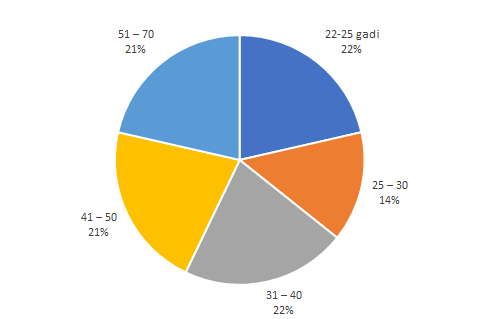 51 – 70
21%
22-25 gadi
22%
25 – 30
14%
41 – 50
21%
31 – 40
22%